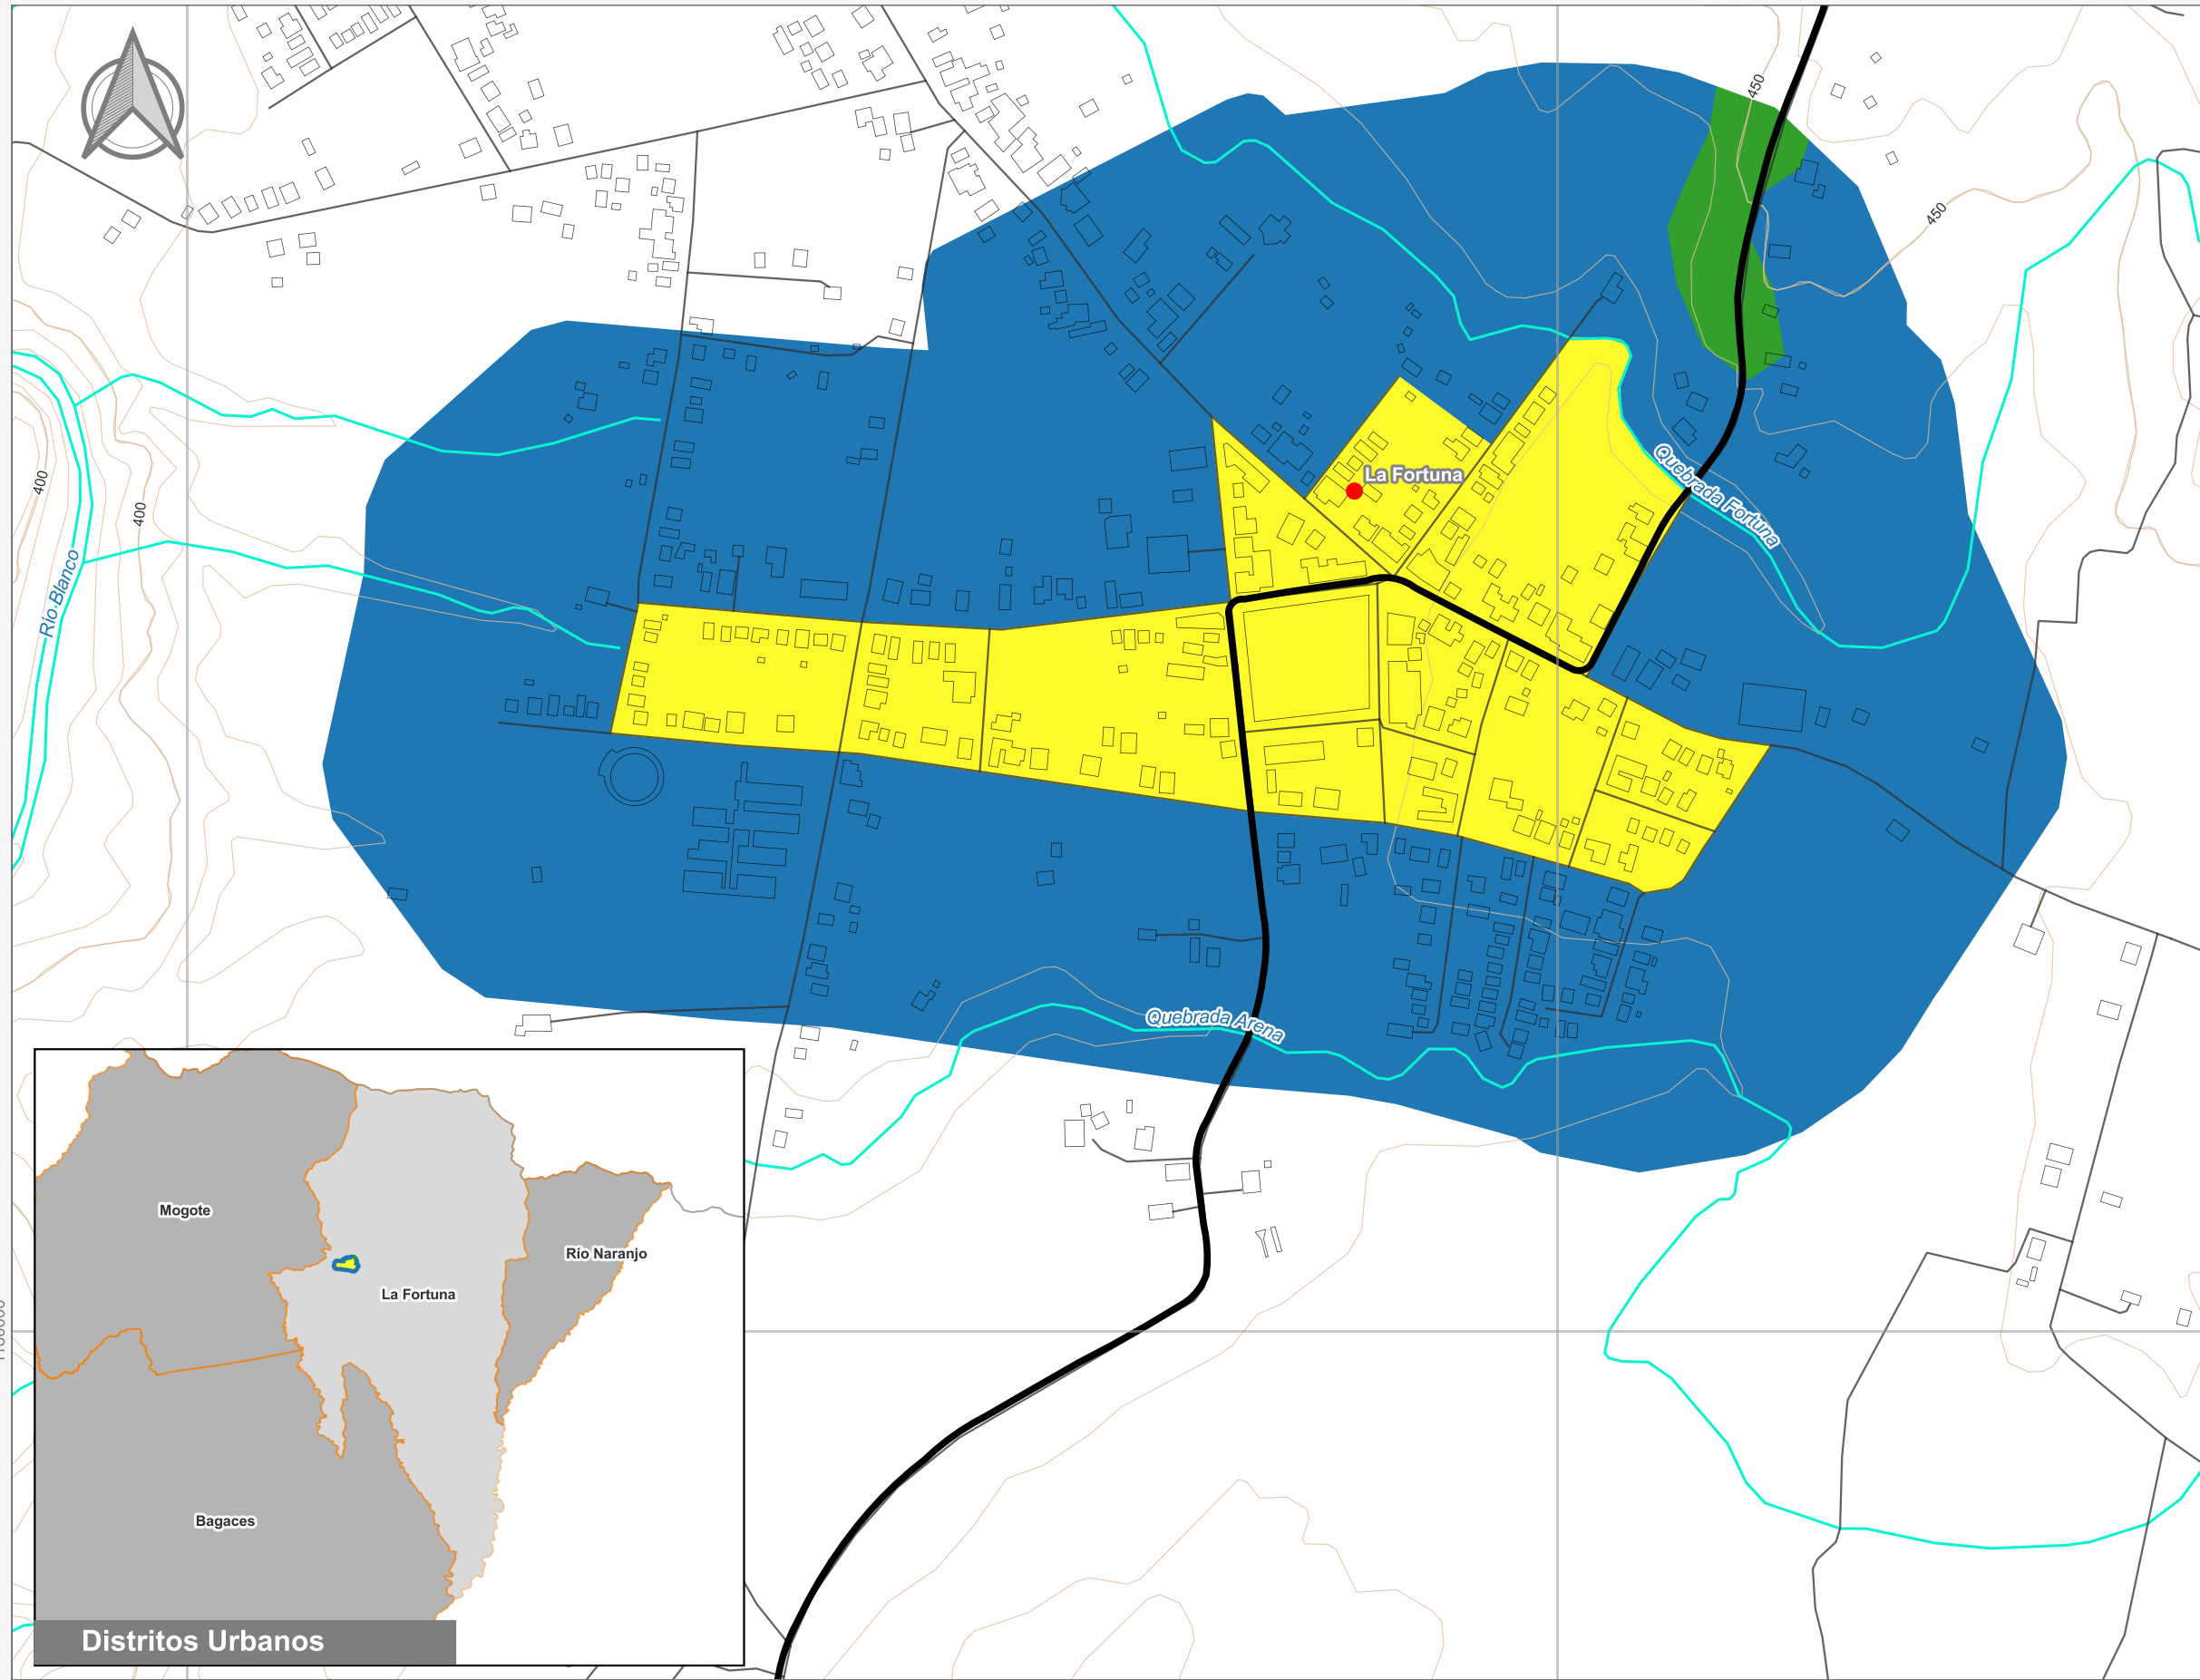 450
450
400
400
La Fortuna
Quebrada Fortuna
Río Blanco
Quebrada Arena
Mogote
Río Naranjo
La Fortuna
Bagaces
Distritos Urbanos